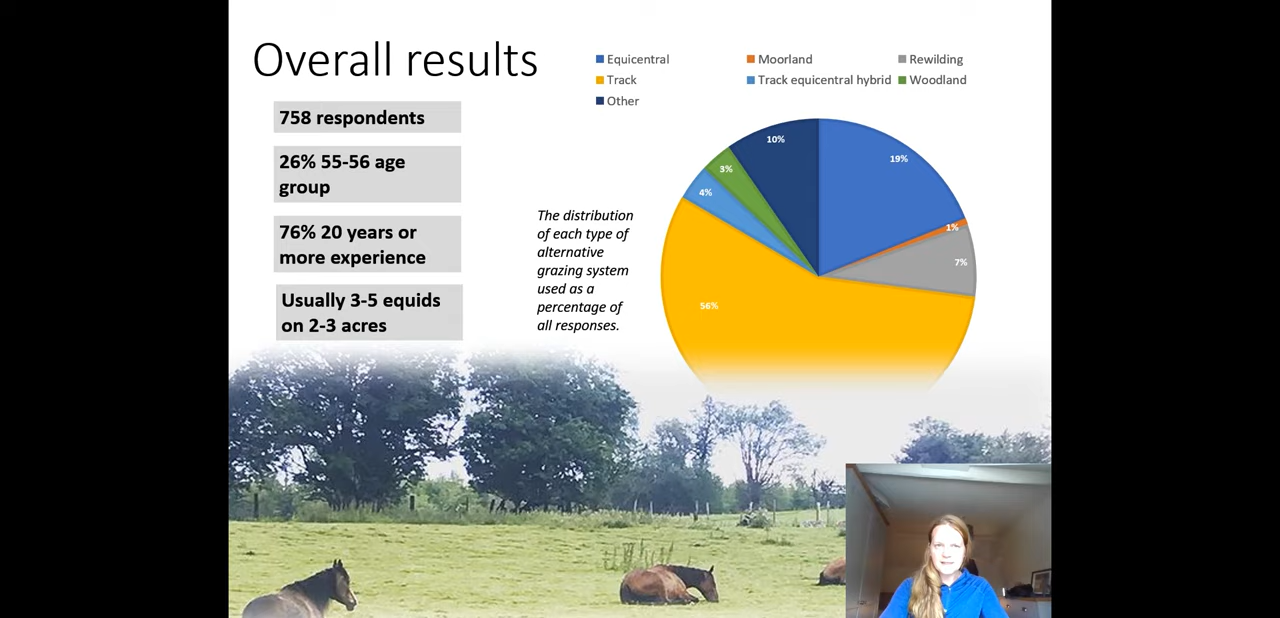 Overall results
758 respondents
26% 55-56 age
group
76% 20 years or
more experience
Usually 3-5 equids
on 2-3 acres
The distribution
of each type of
alternative
grazing system
used as a
percentage of
all responses.
Equicentral
Moorland
Rewilding
Track
Track equicentral hybrid
Woodland
Other
10%
19%
3%
4%
1%
7%
56%